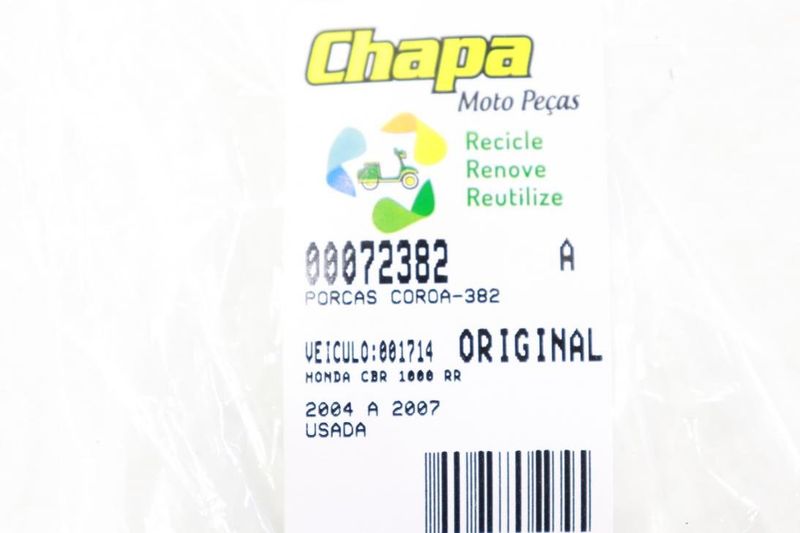 Chapa
Moto Peças
Recicle
Renove
Reutilize
00072382 A
PORCAS COROA-382
VEICULO:001714 ORIGINAL
HONDA CBR 1000 RR
2004 A 2007
USADA